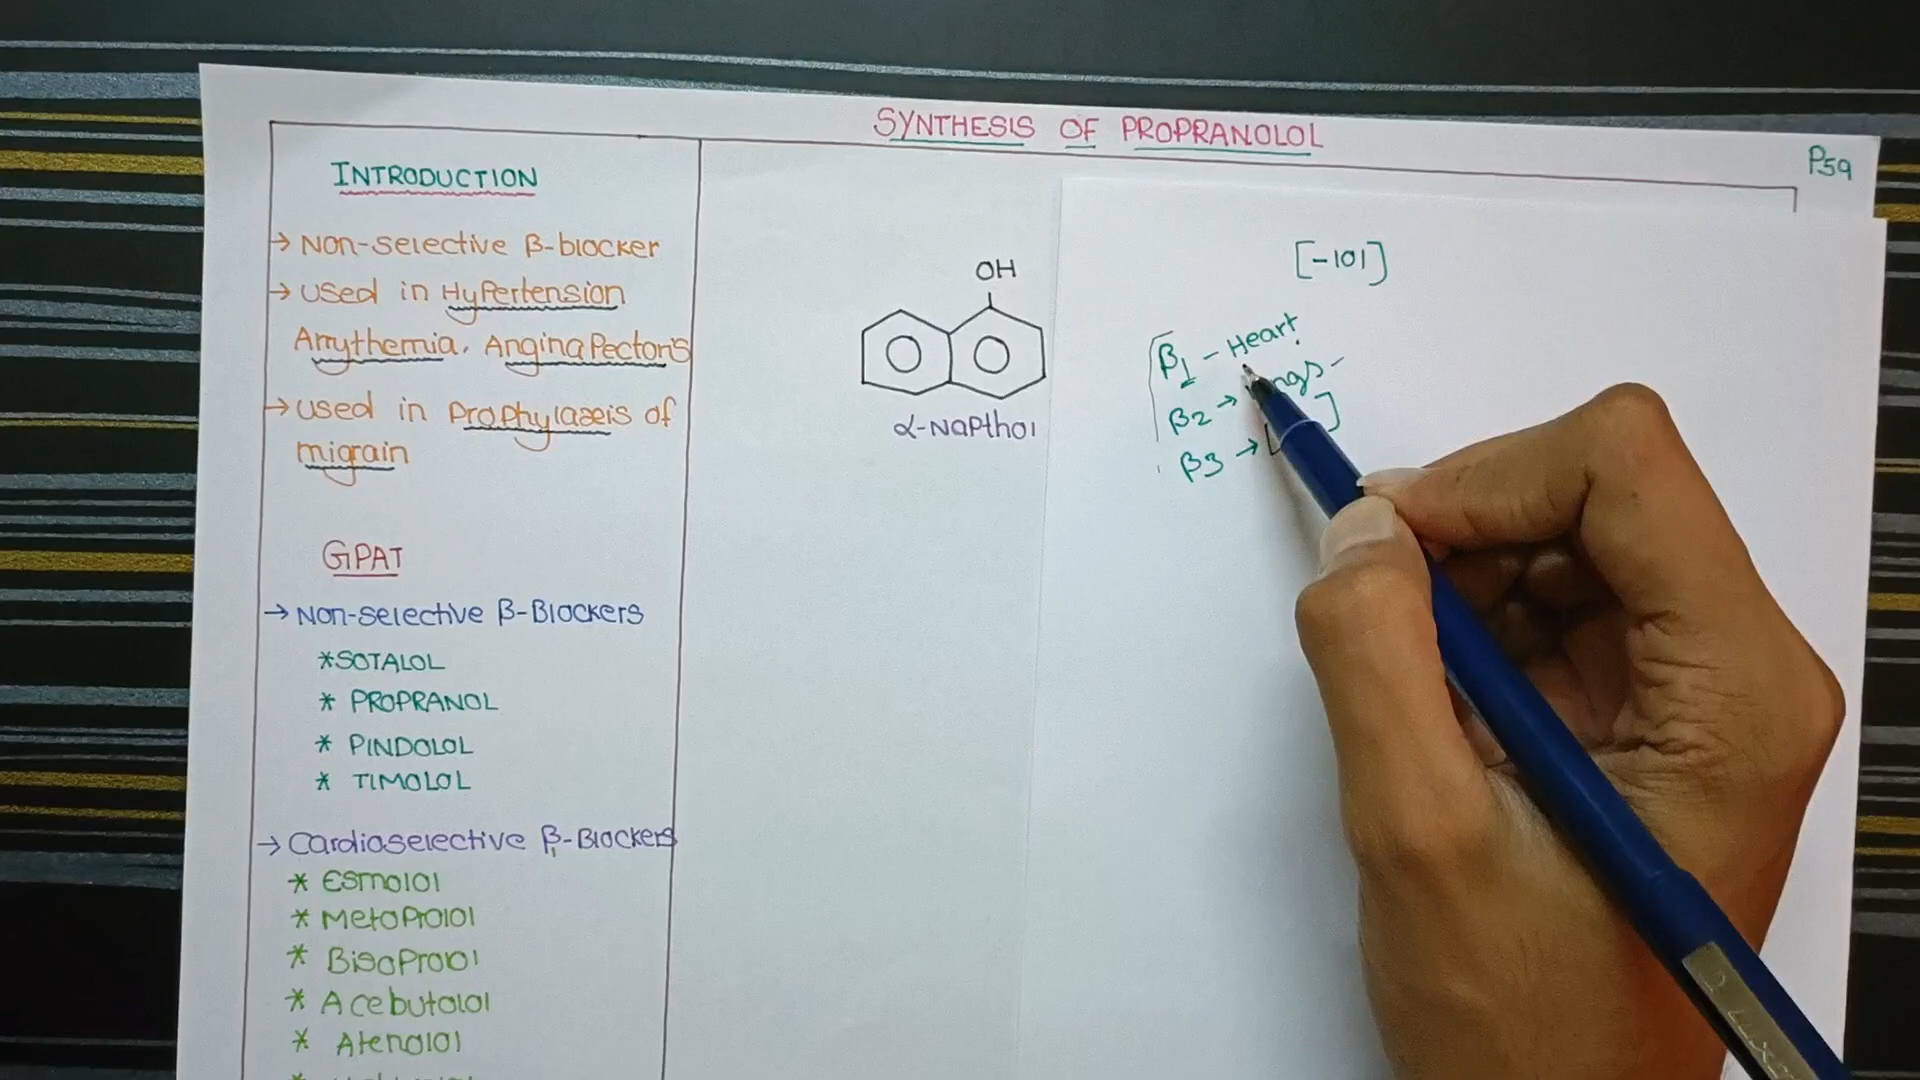 SYNTHESIS OF PROPRANOLOL
P59
INTRODUCTION
→ Non-selective β-blocker
→ Used in Hypertension
Arrythemia, Angina Pectoris
→ Used in Prophylaxeis of
migrain
GPAT
→ Non-selective β-Blockers
*SOTALOL
* PROPRANOL
* PINDOLOL
* TIMOLOL
→ Cardioselective β1-Blockers
* Esmolol
* Metoprolol
* Bisoprolol
* Acebutolol
* Atenolol
OH
α-Napthol
[-lol]
β1 - Heart
β2 →
β3 → [ ]